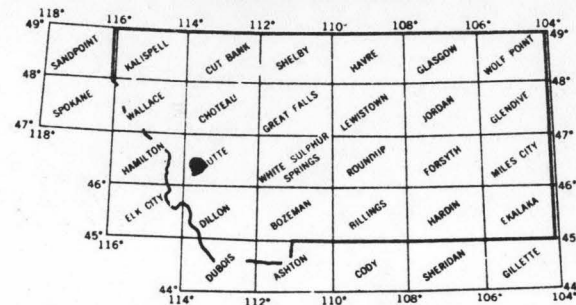 118° 116° 114° 112° 110° 108° 106° 104°
49° 49°
SANDPOINT KALISPELL CUT BANK SHELBY HAVRE GLASGOW WOLF POINT
48° 48°
SPOKANE WALLACE CHOTEAU GREAT FALLS LEWISTOWN JORDAN GLENDIVE
47° 47°
118°
HAMILTON UTTE WHITE SULPHUR SPRINGS ROUNDUP FORSYTH MILES CITY
46° 46°
ELK CITY DILLON BOZEMAN RILLINGS HARDIN EKALAKA
45° 45°
116°
DUBOIS ASHTON CODY SHERIDAN GILLETTE
44° 44°
114° 112° 110° 108° 106° 104°